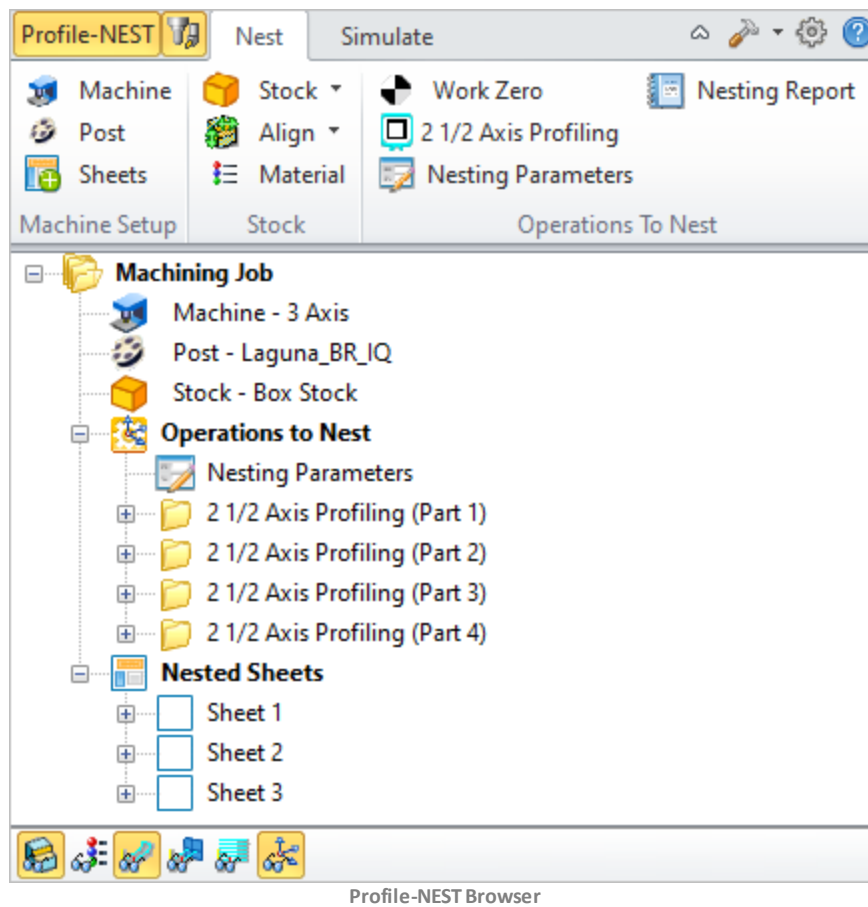 Profile-NEST Nest Simulate
Machine Stock Work Zero Nesting Report
Post Align 2 1/2 Axis Profiling
Sheets Material Nesting Parameters
Machine Setup Stock Operations To Nest
Machining Job
Machine - 3 Axis
Post - Laguna_BR_IQ
Stock - Box Stock
Operations to Nest
Nesting Parameters
2 1/2 Axis Profiling (Part 1)
2 1/2 Axis Profiling (Part 2)
2 1/2 Axis Profiling (Part 3)
2 1/2 Axis Profiling (Part 4)
Nested Sheets
Sheet 1
Sheet 2
Sheet 3
Profile-NEST Browser